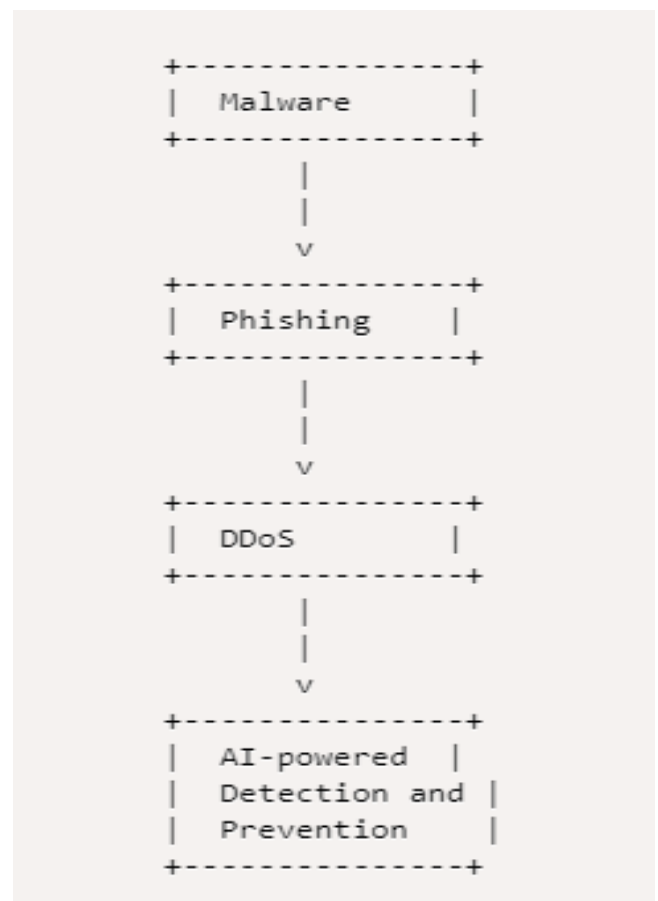 Malware
Phishing
DDoS
AI-powered
Detection and
Prevention